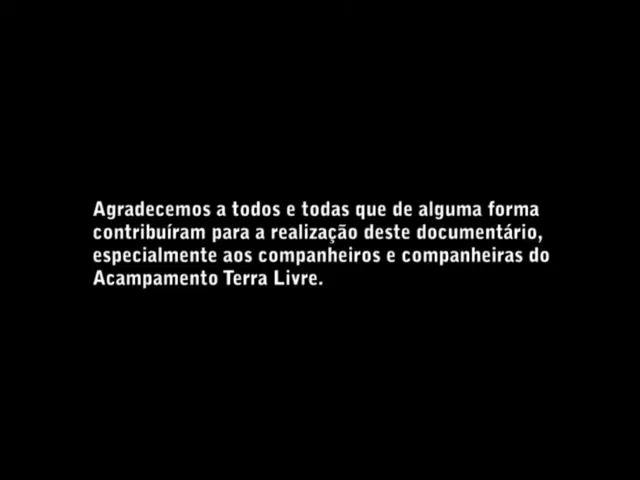 Agradecemos a todos e todas que de alguma forma
contribuíram para a realização deste documentário,
especialmente aos companheiros e companheiras do
Acampamento Terra Livre.